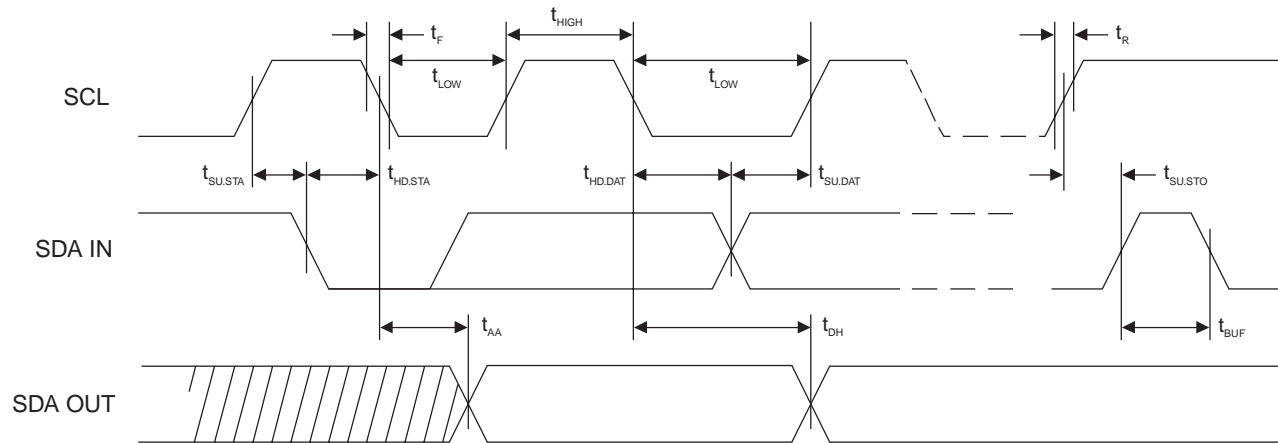 t_HIGH
t_F
t_R
t_LOW
t_LOW
SCL
t_SU.STA
t_HD.STA
t_HD.DAT
t_SU.DAT
t_SU.STO
SDA IN
t_AA
t_DH
t_BUF
SDA OUT